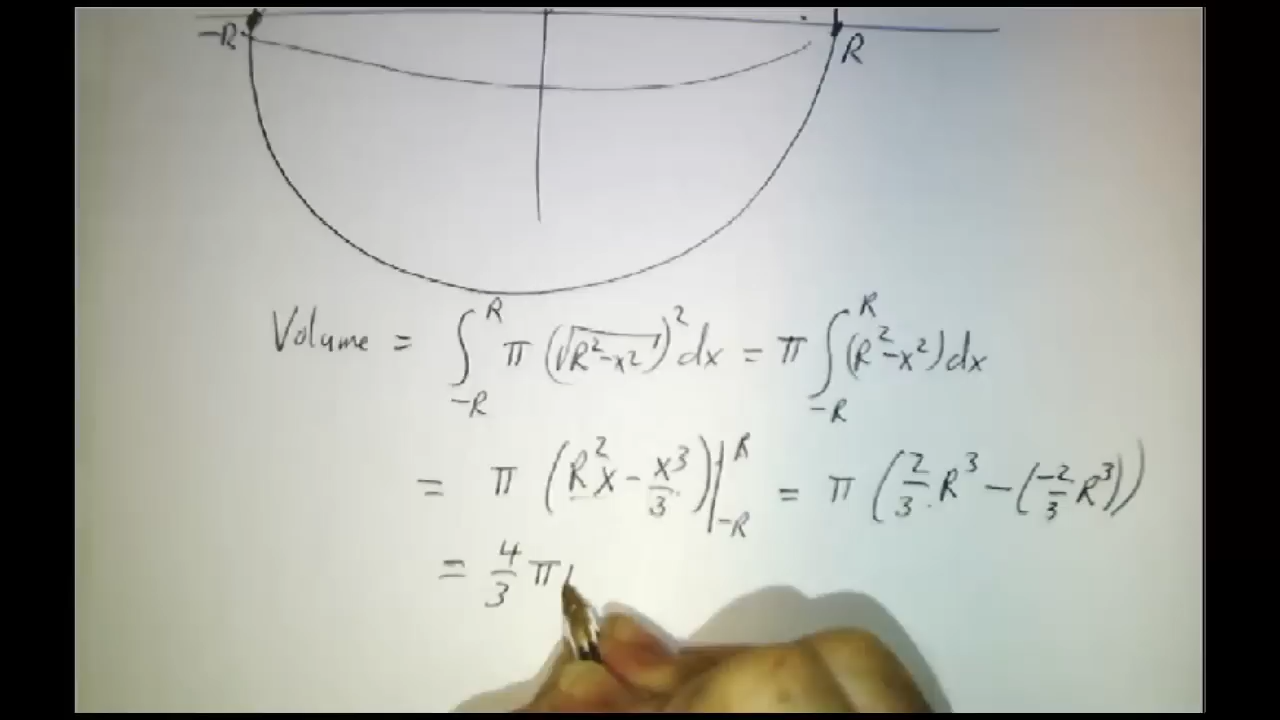 -R R
Volume = ∫_{-R}^{R} π (√(R²-x²))² dx = π ∫_{-R}^{R} (R²-x²) dx
= π (R²x - x³/3)|_{-R}^{R} = π (2/3 R³ - (-2/3 R³))
= 4/3 π